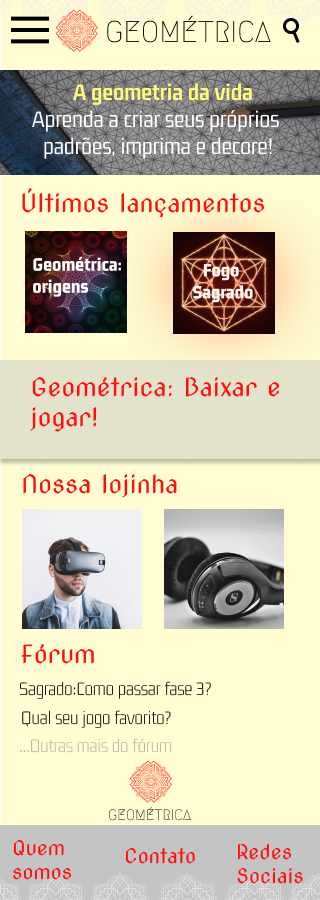 GEOMÉTRICA
A geometria da vida
Aprenda a criar seus próprios
padrões, imprima e decore!
Últimos lançamentos
Geométrica:
origens
Fogo
Sagrado
Geométrica: Baixar e
jogar!
Nossa lojinha
Fórum
Sagrado:Como passar fase 3?
Qual seu jogo favorito?
...Outras mais do fórum
GEOMÉTRICA
Quem
somos
Contato
Redes
Sociais